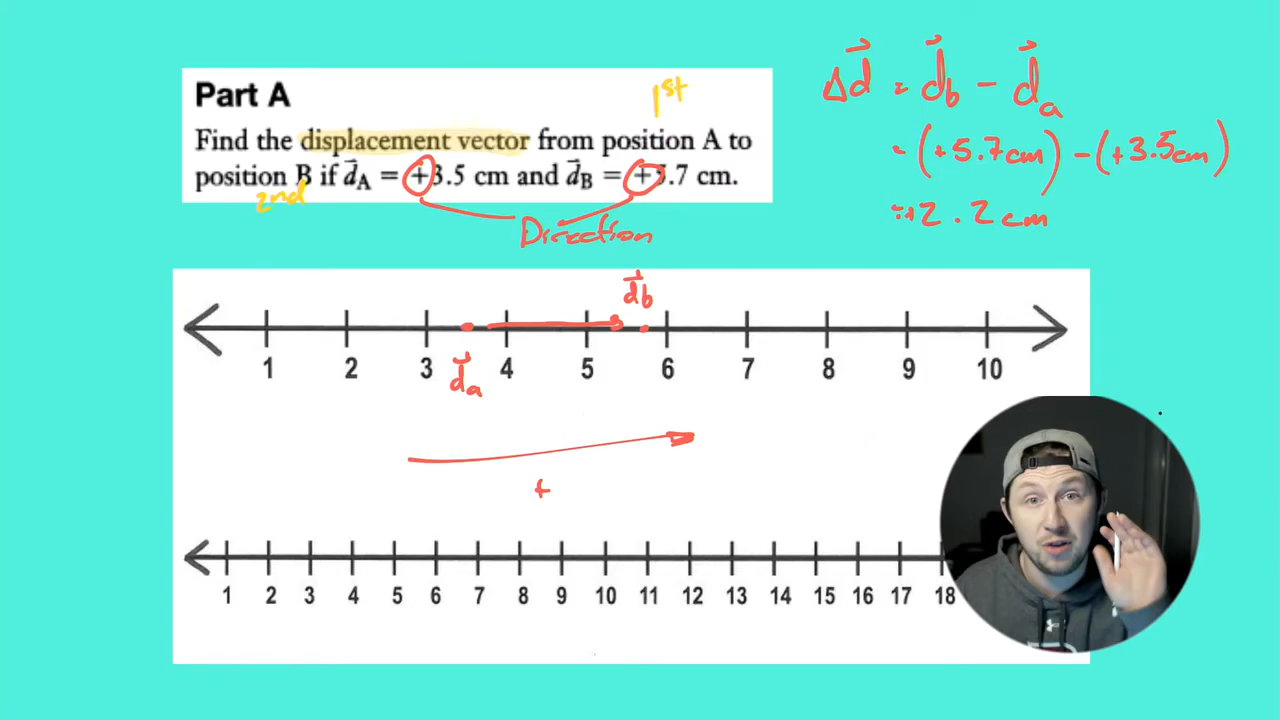 Part A
1st
Find the displacement vector from position A to
position B if d⃗A = +3.5 cm and d⃗B = +5.7 cm.
2nd
Direction
Δd⃗ = d⃗b - d⃗a
= (+5.7cm) - (+3.5cm)
= +2.2cm
d⃗b
1 2 3 4 5 6 7 8 9 10
d⃗a
+
1 2 3 4 5 6 7 8 9 10 11 12 13 14 15 16 17 18